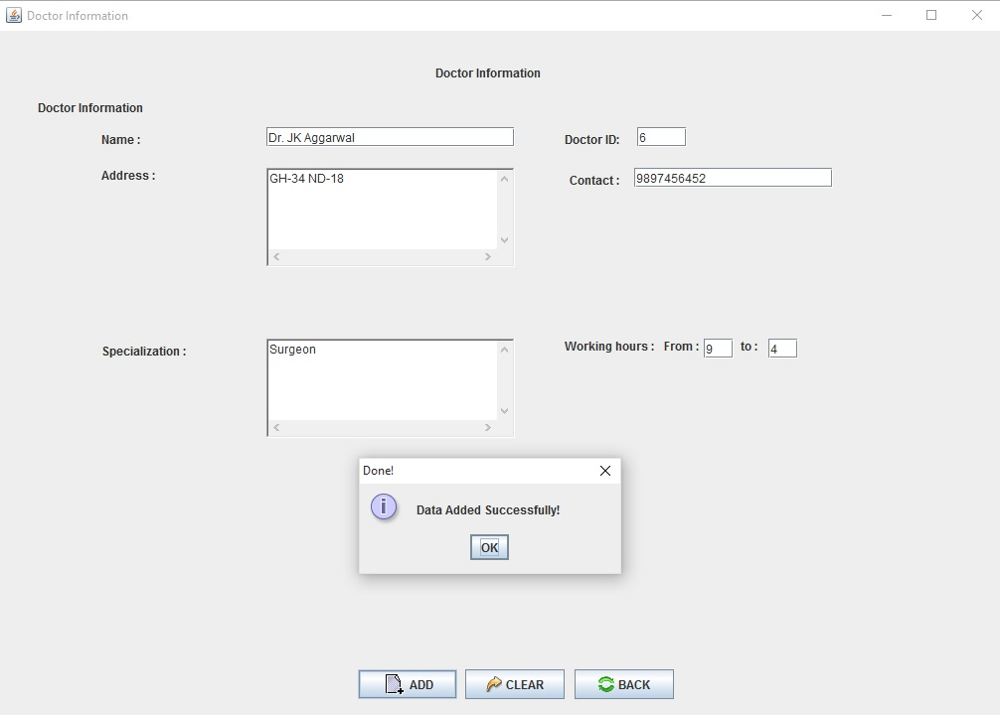 Doctor Information
Doctor Information
Doctor Information
Name : Dr. JK Aggarwal Doctor ID: 6
Address : GH-34 ND-18 Contact : 9897456452
Specialization : Surgeon Working hours : From : 9 to : 4
Done!
Data Added Successfully!
OK
ADD CLEAR BACK